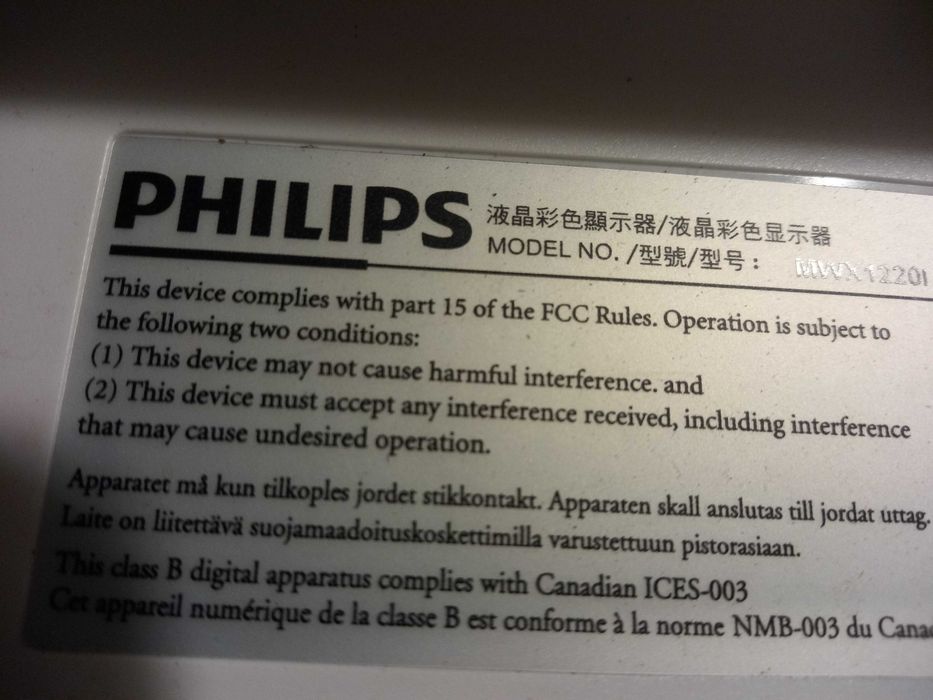 PHILIPS
液晶彩色顯示器/液晶彩色显示器
MODEL NO. /型號/型号： MWX1220I
This device complies with part 15 of the FCC Rules. Operation is subject to
the following two conditions:
(1) This device may not cause harmful interference. and
(2) This device must accept any interference received, including interference
that may cause undesired operation.
Apparatet må kun tilkoples jordet stikkontakt. Apparaten skall anslutas till jordat uttag.
Laite on liitettävä suojamaadoituskoskettimilla varustettuun pistorasiaan.
This class B digital apparatus complies with Canadian ICES-003
Cet appareil numérique de la classe B est conforme à la norme NMB-003 du Cana